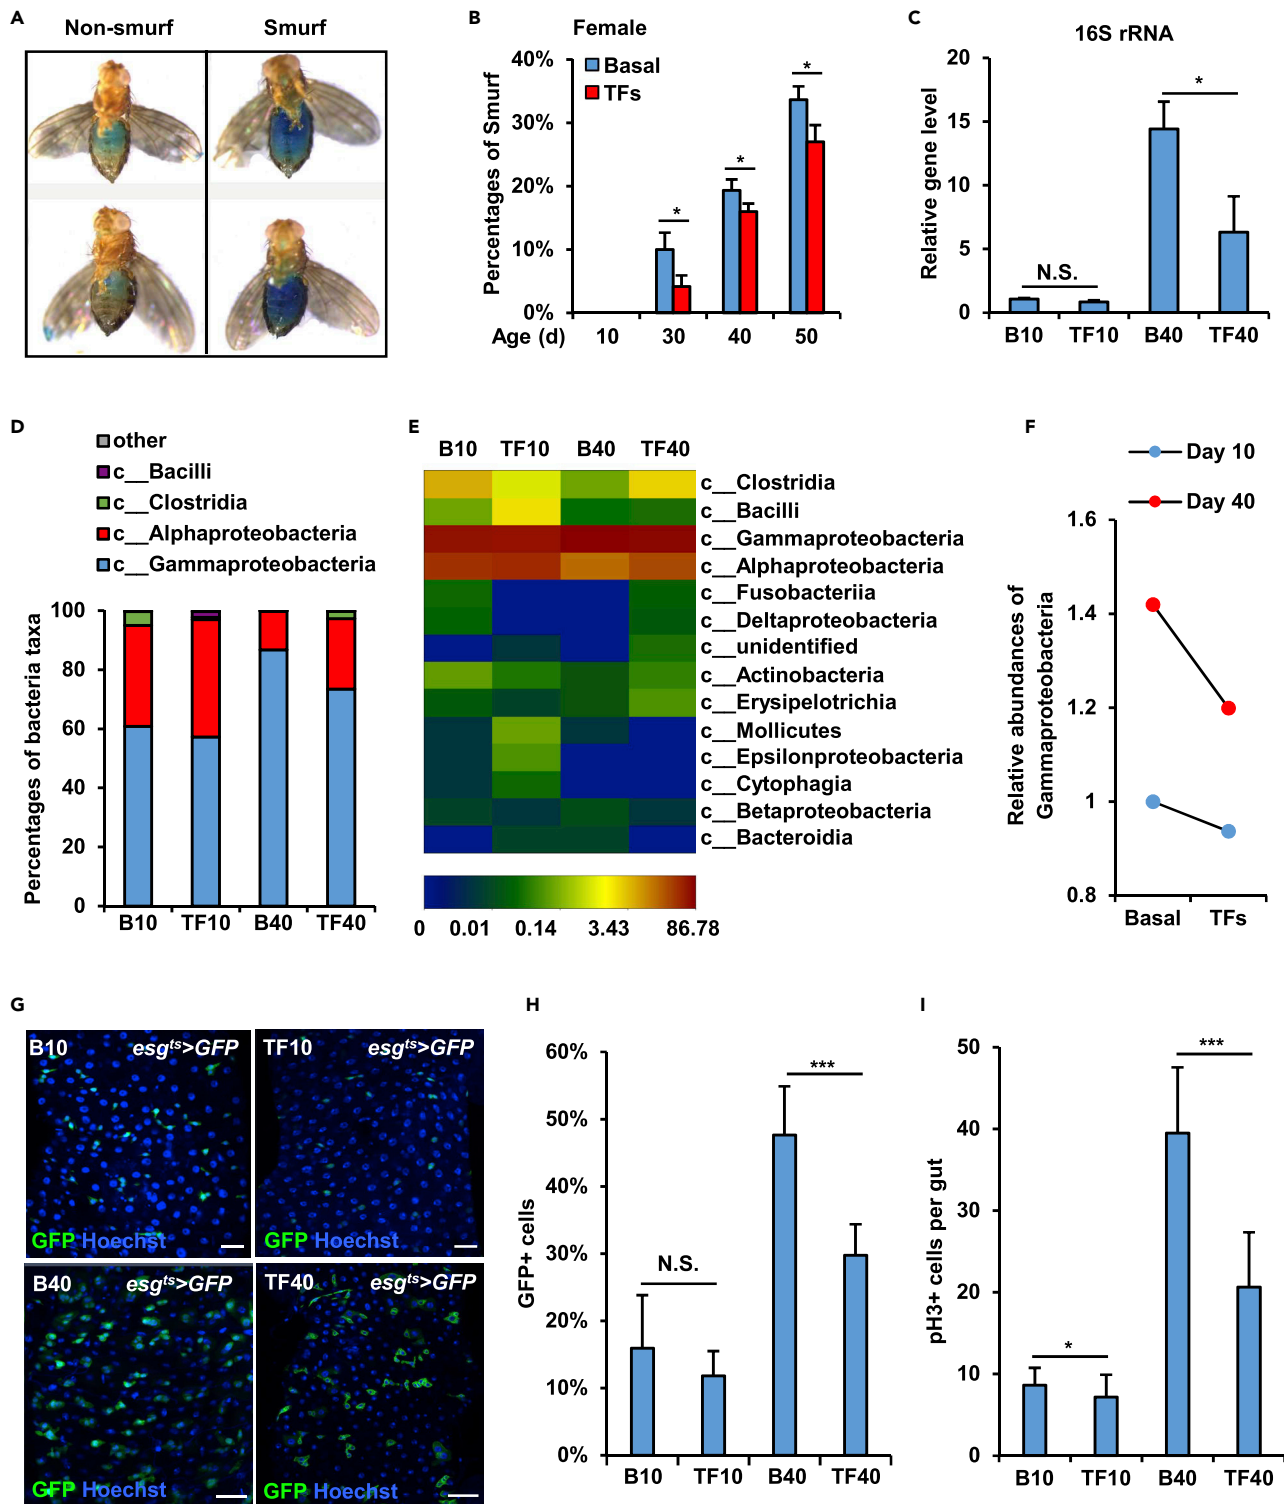 A
Non-smurf
Smurf
B
Female
Basal
TFs
Percentages of Smurf
40%
30%
20%
10%
0%
*
*
*
Age (d)
10
30
40
50
C
16S rRNA
Relative gene level
20
15
10
5
0
N.S.
*
B10
TF10
B40
TF40
D
other
c__Bacilli
c__Clostridia
c__Alphaproteobacteria
c__Gammaproteobacteria
Percentages of bacteria taxa
100
80
60
40
20
0
B10
TF10
B40
TF40
E
B10
TF10
B40
TF40
c__Clostridia
c__Bacilli
c__Gammaproteobacteria
c__Alphaproteobacteria
c__Fusobacteriia
c__Deltaproteobacteria
c__unidentified
c__Actinobacteria
c__Erysipelotrichia
c__Mollicutes
c__Epsilonproteobacteria
c__Cytophagia
c__Betaproteobacteria
c__Bacteroidia
0
0.01
0.14
3.43
86.78
F
Day 10
Day 40
Relative abundances of
Gammaproteobacteria
1.6
1.4
1.2
1
0.8
Basal
TFs
G
B10
esgts>GFP
GFP Hoechst
TF10
esgts>GFP
GFP Hoechst
B40
esgts>GFP
GFP Hoechst
TF40
esgts>GFP
GFP Hoechst
H
GFP+ cells
60%
50%
40%
30%
20%
10%
0%
N.S.
***
B10
TF10
B40
TF40
I
pH3+ cells per gut
50
40
30
20
10
0
*
***
B10
TF10
B40
TF40